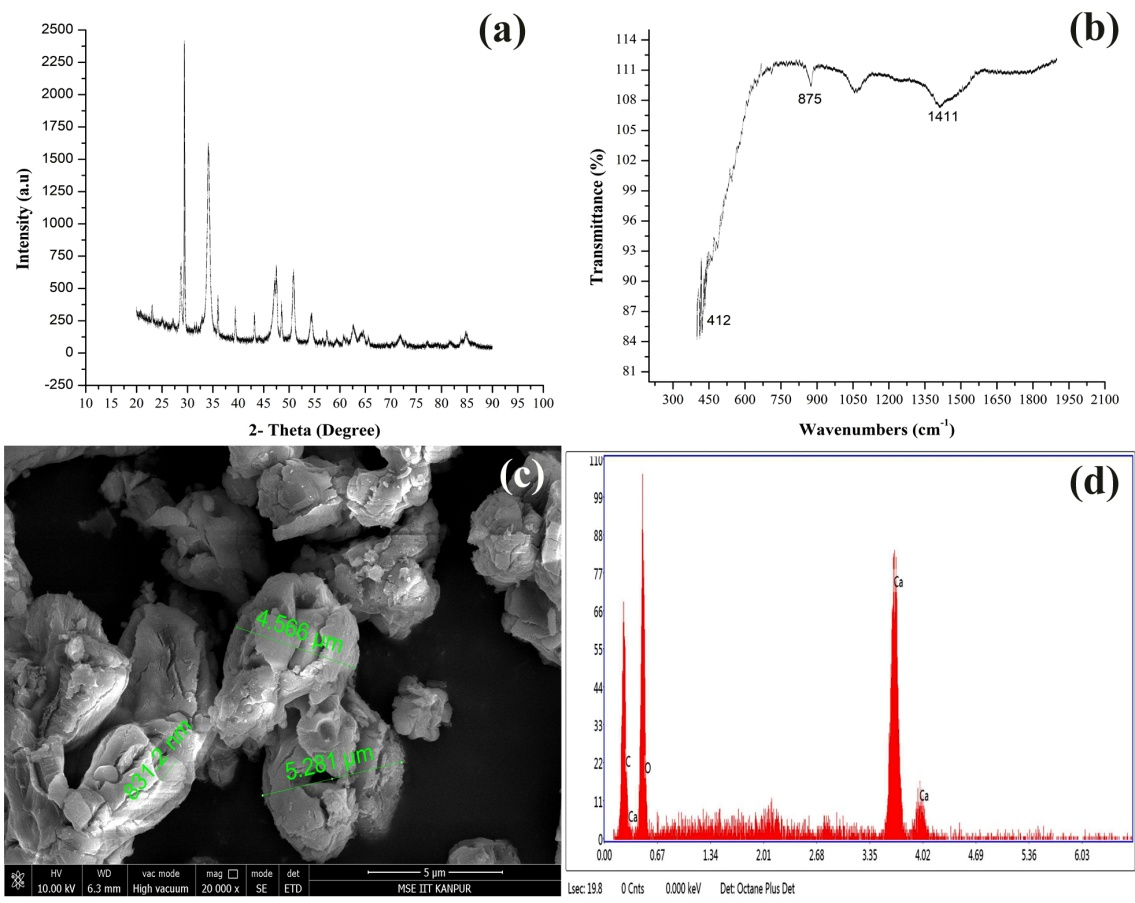 (a)
2500
2250
2000
1750
1500
1250
1000
750
500
250
0
-250
Intensity (a.u)
10 15 20 25 30 35 40 45 50 55 60 65 70 75 80 85 90 95 100
2- Theta (Degree)
(b)
114
111
108
105
102
99
96
93
90
87
84
81
Transmittance (%)
875
1411
412
300 450 600 750 900 1050 1200 1350 1500 1650 1800 1950 2100
Wavenumbers (cm-1)
(c)
4.566 µm
5.281 µm
831.2 nm
HV WD vac mode mag mode det
10.00 kV 6.3 mm High vacuum 20 000 x SE ETD
5 µm
MSE IIT KANPUR
(d)
110
99
88
77
66
55
44
33
22
11
0
C
Ca
O
Ca
Ca
0.00 0.67 1.34 2.01 2.68 3.35 4.02 4.69 5.36 6.03
Lsec: 19.8 0 Cnts 0.000 keV Det: Octane Plus Det